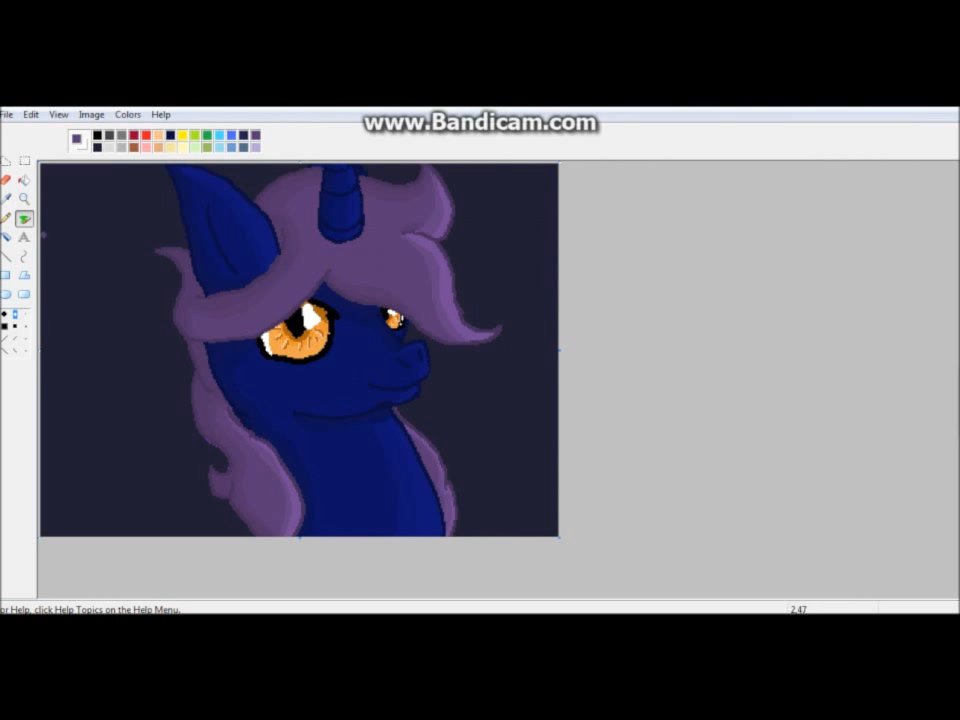 www.Bandicam.com
File Edit View Image Colors Help
A
or Help, click Help Topics on the Help Menu.
2,47